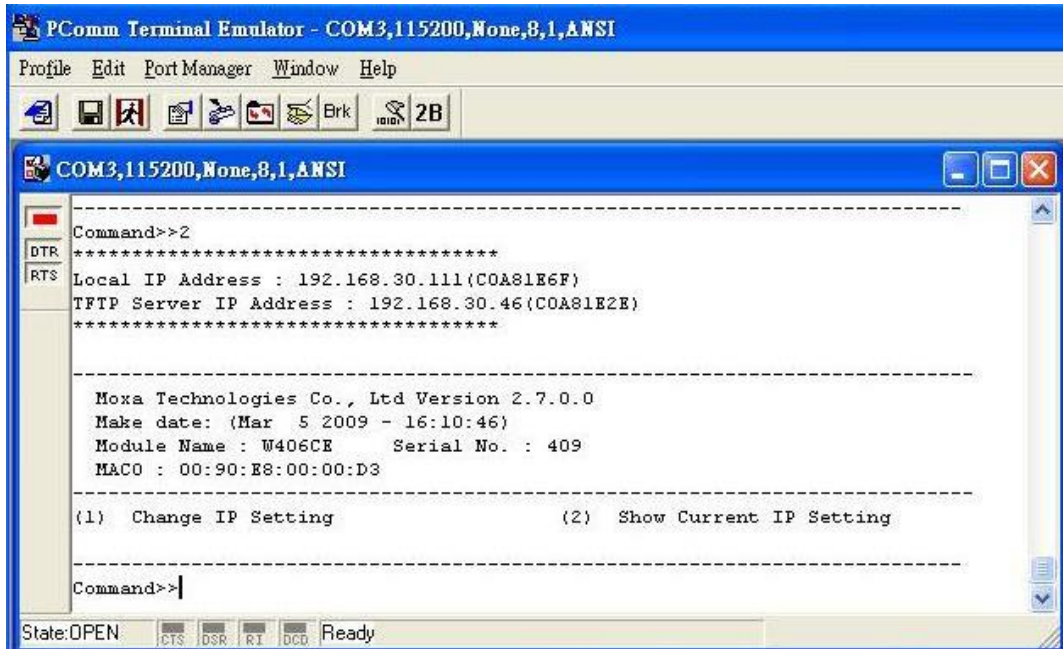 PComm Terminal Emulator - COM3,115200,None,8,1,ANSI
Profile Edit Port Manager Window Help
Brk 2B
COM3,115200,None,8,1,ANSI
DTR
RTS
-----------------------------------------------------------------------------
Command>>2
************************************
Local IP Address : 192.168.30.111(C0A81E6F)
TFTP Server IP Address : 192.168.30.46(C0A81E2E)
************************************
-----------------------------------------------------------------------------
Moxa Technologies Co., Ltd Version 2.7.0.0
Make date: (Mar 5 2009 - 16:10:46)
Module Name : W406CE Serial No. : 409
MAC0 : 00:90:E8:00:00:D3
-----------------------------------------------------------------------------
(1) Change IP Setting (2) Show Current IP Setting
-----------------------------------------------------------------------------
Command>>
State:OPEN CTS DSR RI DCD Ready